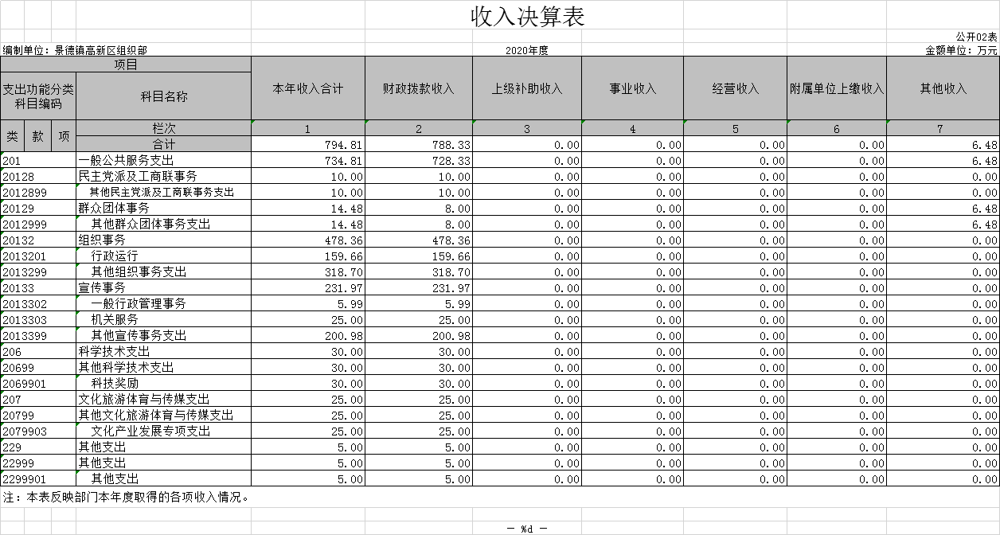 收入决算表
公开02表
编制单位：景德镇高新区组织部 2020年度 金额单位：万元
项目 本年收入合计 财政拨款收入 上级补助收入 事业收入 经营收入 附属单位上缴收入 其他收入
支出功能分类科目编码 科目名称
类 款 项 栏次 1 2 3 4 5 6 7
合计 794.81 788.33 0.00 0.00 0.00 0.00 6.48
201 一般公共服务支出 734.81 728.33 0.00 0.00 0.00 0.00 6.48
20128 民主党派及工商联事务 10.00 10.00 0.00 0.00 0.00 0.00 0.00
2012899 其他民主党派及工商联事务支出 10.00 10.00 0.00 0.00 0.00 0.00 0.00
20129 群众团体事务 14.48 8.00 0.00 0.00 0.00 0.00 6.48
2012999 其他群众团体事务支出 14.48 8.00 0.00 0.00 0.00 0.00 6.48
20132 组织事务 478.36 478.36 0.00 0.00 0.00 0.00 0.00
2013201 行政运行 159.66 159.66 0.00 0.00 0.00 0.00 0.00
2013299 其他组织事务支出 318.70 318.70 0.00 0.00 0.00 0.00 0.00
20133 宣传事务 231.97 231.97 0.00 0.00 0.00 0.00 0.00
2013302 一般行政管理事务 5.99 5.99 0.00 0.00 0.00 0.00 0.00
2013303 机关服务 25.00 25.00 0.00 0.00 0.00 0.00 0.00
2013399 其他宣传事务支出 200.98 200.98 0.00 0.00 0.00 0.00 0.00
206 科学技术支出 30.00 30.00 0.00 0.00 0.00 0.00 0.00
20699 其他科学技术支出 30.00 30.00 0.00 0.00 0.00 0.00 0.00
2069901 科技奖励 30.00 30.00 0.00 0.00 0.00 0.00 0.00
207 文化旅游体育与传媒支出 25.00 25.00 0.00 0.00 0.00 0.00 0.00
20799 其他文化旅游体育与传媒支出 25.00 25.00 0.00 0.00 0.00 0.00 0.00
2079903 文化产业发展专项支出 25.00 25.00 0.00 0.00 0.00 0.00 0.00
229 其他支出 5.00 5.00 0.00 0.00 0.00 0.00 0.00
22999 其他支出 5.00 5.00 0.00 0.00 0.00 0.00 0.00
2299901 其他支出 5.00 5.00 0.00 0.00 0.00 0.00 0.00
注：本表反映部门本年度取得的各项收入情况。
— %d —